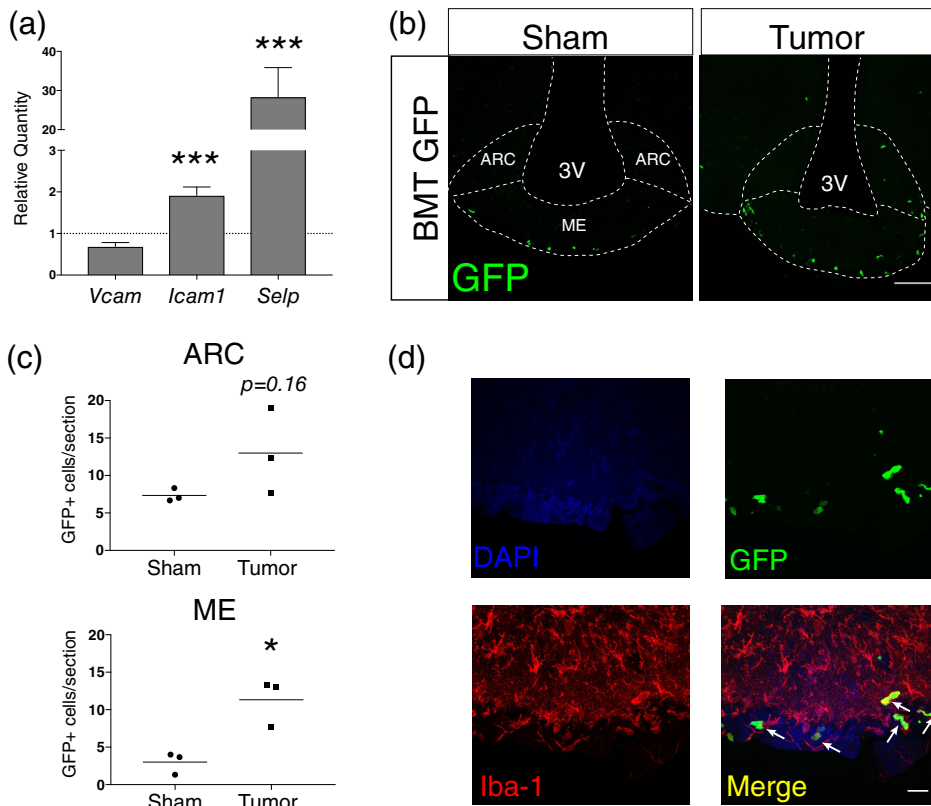 (a)
***
***
40
30
20
10
3
2
1
0
Relative Quantity
Vcam Icam1 Selp
(b)
Sham Tumor
BMT GFP
ARC ARC
3V
ME
GFP
3V
(c)
ARC
p=0.16
20
15
10
5
0
GFP+ cells/section
Sham Tumor
ME
*
20
15
10
5
0
GFP+ cells/section
Sham Tumor
(d)
DAPI GFP
Iba-1 Merge